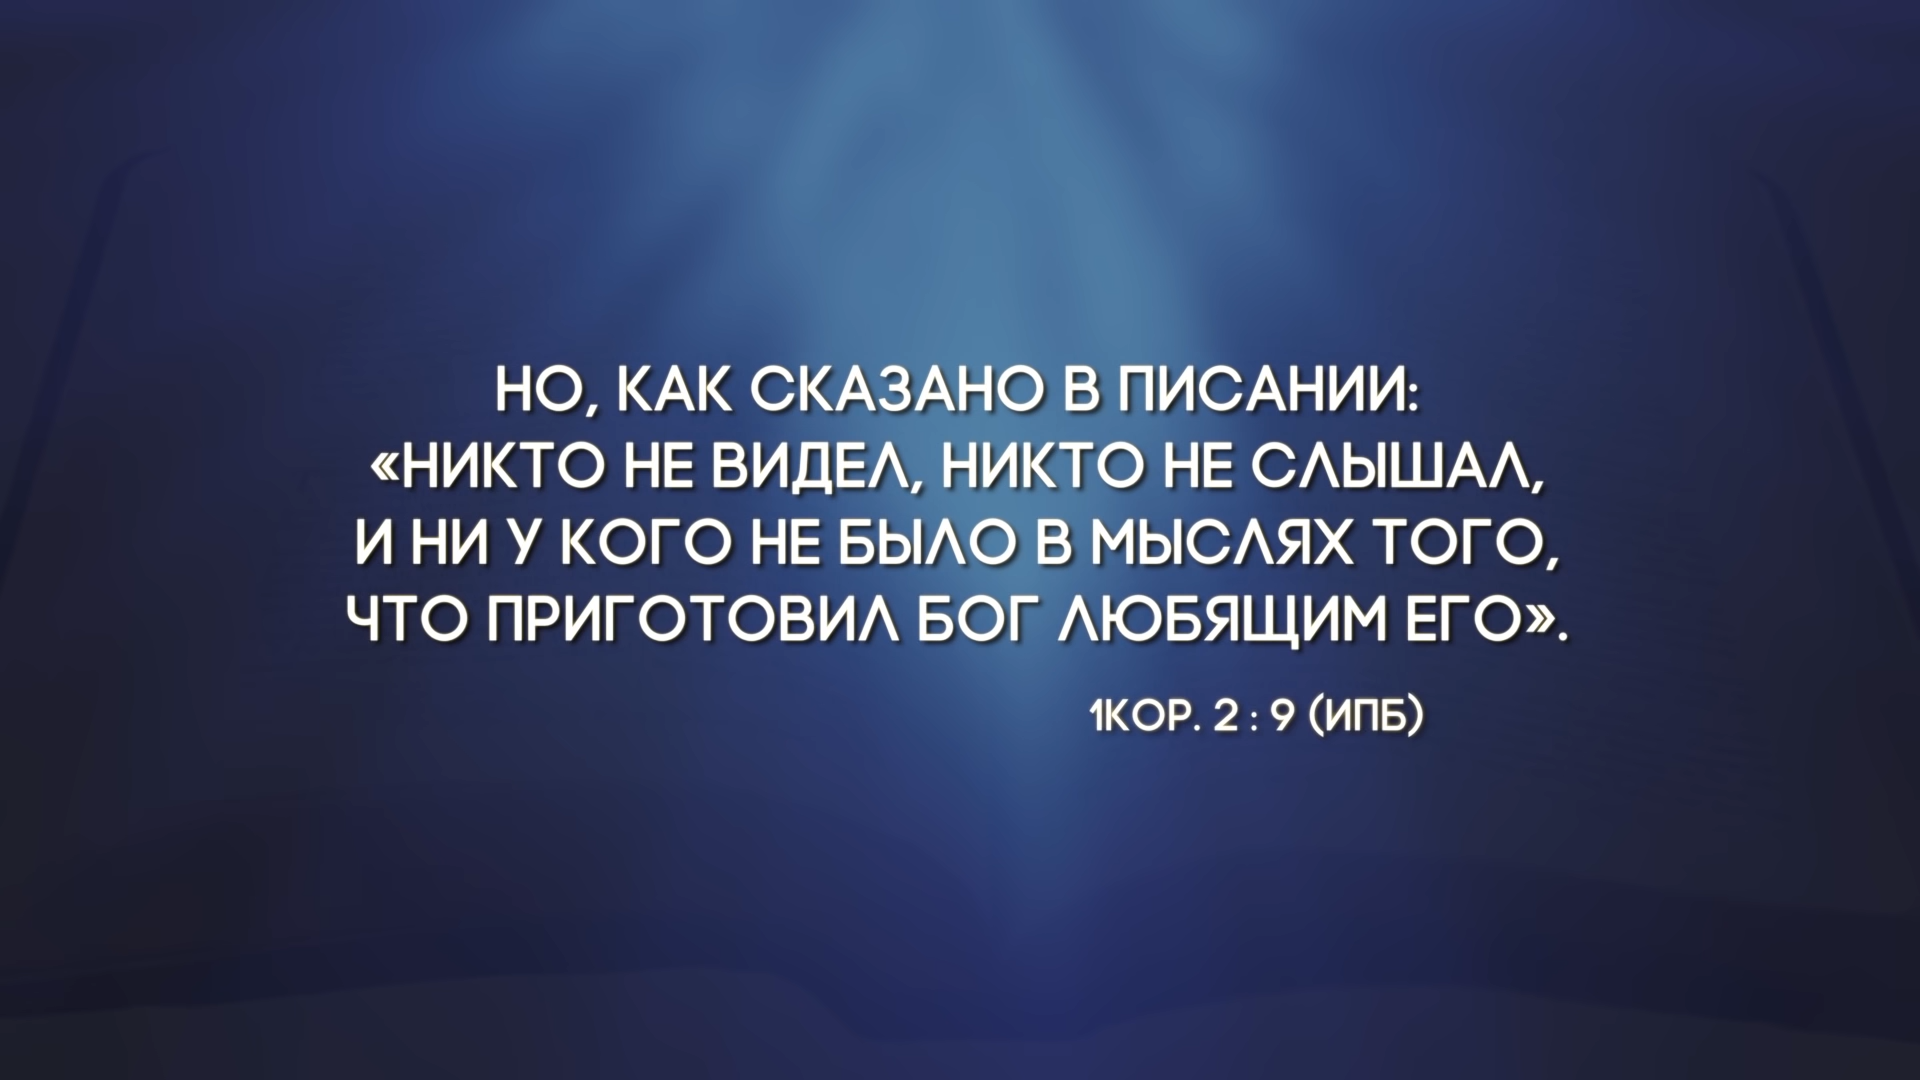 НО, КАК СКАЗАНО В ПИСАНИИ:
«НИКТО НЕ ВИДЕЛ, НИКТО НЕ СЛЫШАЛ,
И НИ У КОГО НЕ БЫЛО В МЫСЛЯХ ТОГО,
ЧТО ПРИГОТОВИЛ БОГ ЛЮБЯЩИМ ЕГО».
1КОР. 2 : 9 (ИПБ)